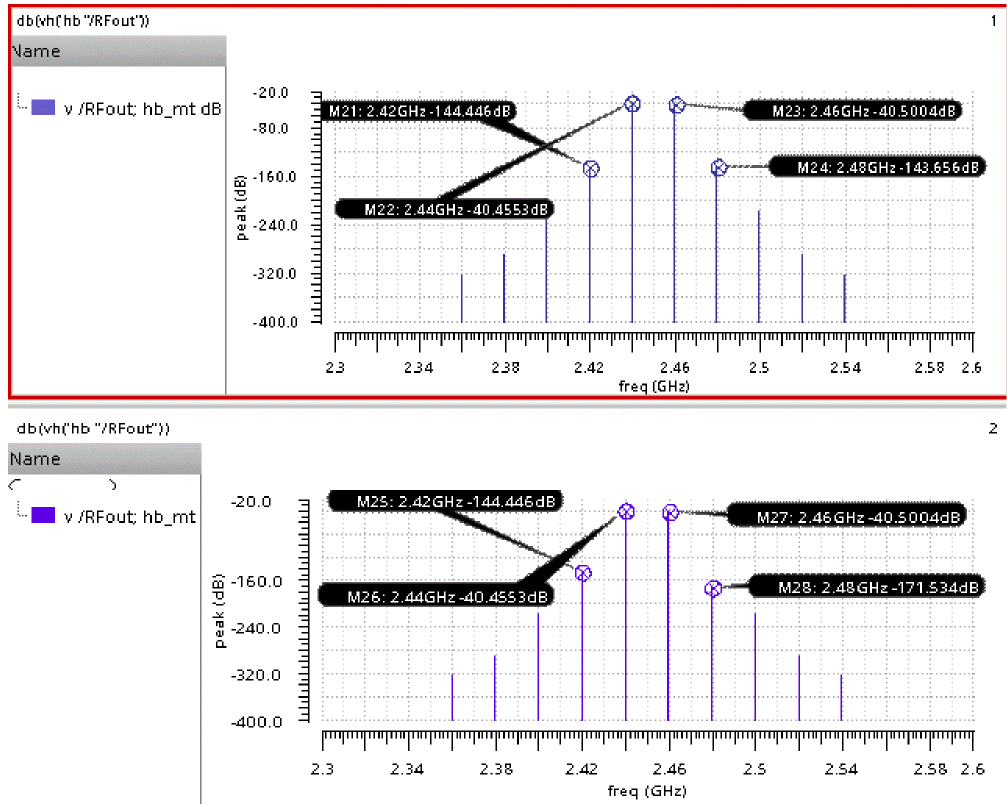 db(vh('hb "/RFout"))
1
Name
v /RFout; hb_mt dB
-20.0
-80.0
-160.0
-240.0
-320.0
-400.0
peak (dB)
M21: 2.42GHz -144.446dB
M22: 2.44GHz -40.4553dB
M23: 2.46GHz -40.5004dB
M24: 2.48GHz -143.656dB
2.3 2.34 2.38 2.42 2.46 2.5 2.54 2.58 2.6
freq (GHz)
db(vh('hb "/RFout"))
2
Name
v /RFout; hb_mt
-20.0
-160.0
-240.0
-320.0
-400.0
peak (dB)
M25: 2.42GHz -144.446dB
M26: 2.44GHz -40.4553dB
M27: 2.46GHz -40.5004dB
M28: 2.48GHz -171.534dB
2.3 2.34 2.38 2.42 2.46 2.5 2.54 2.58 2.6
freq (GHz)